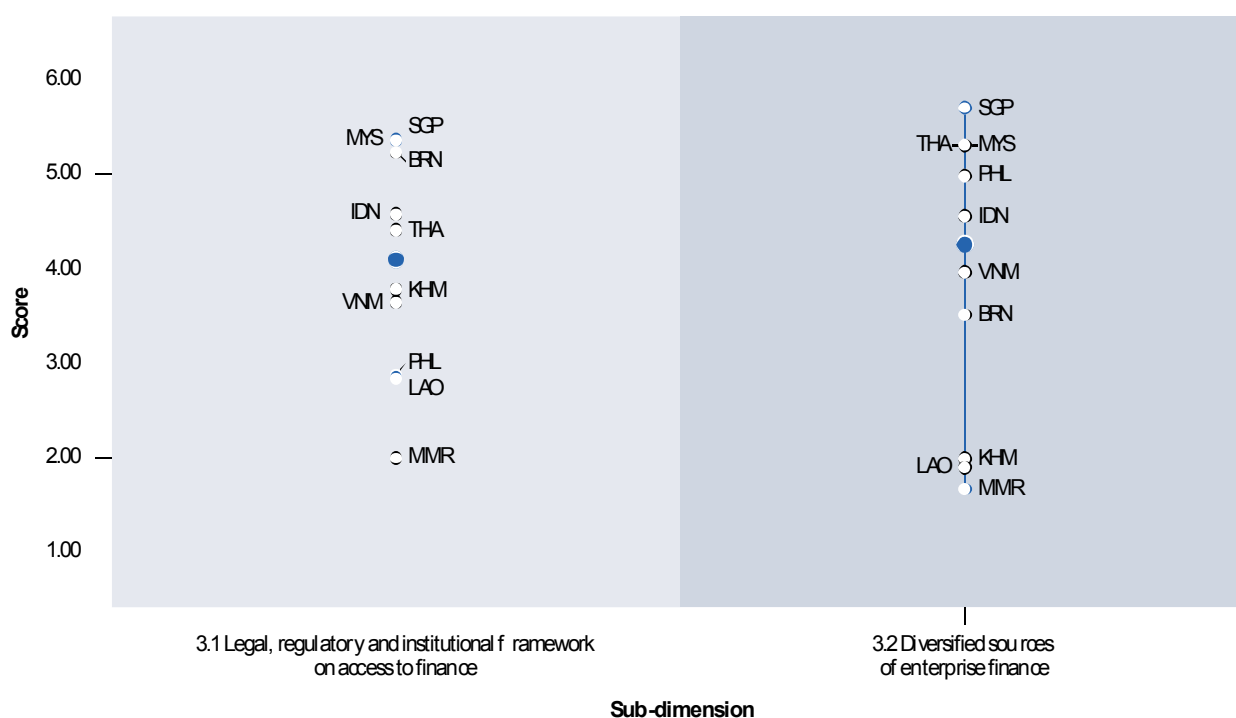 6.00
5.00
4.00
3.00
2.00
1.00
Score
SGP
MYS
BRN
IDN
THA
KHM
VNM
PHL
LAO
MMR
SGP
THA
MYS
PHL
IDN
VNM
BRN
KHM
LAO
MMR
3.1 Legal, regulatory and institutional f ramework
on access to finance
3.2 Diversified sources
of enterprise finance
Sub-dimension